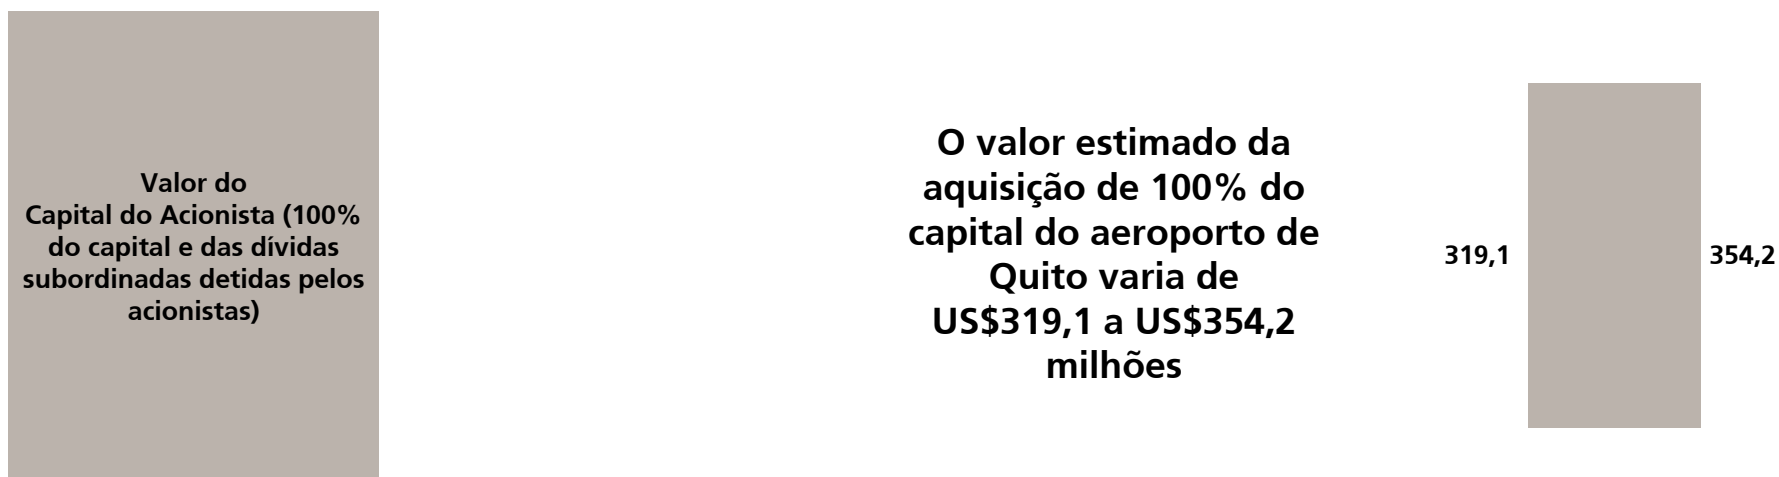 Valor do
Capital do Acionista (100%
do capital e das dívidas
subordinadas detidas pelos
acionistas)
O valor estimado da
aquisição de 100% do
capital do aeroporto de
Quito varia de
US$319,1 a US$354,2
milhões
319,1
354,2